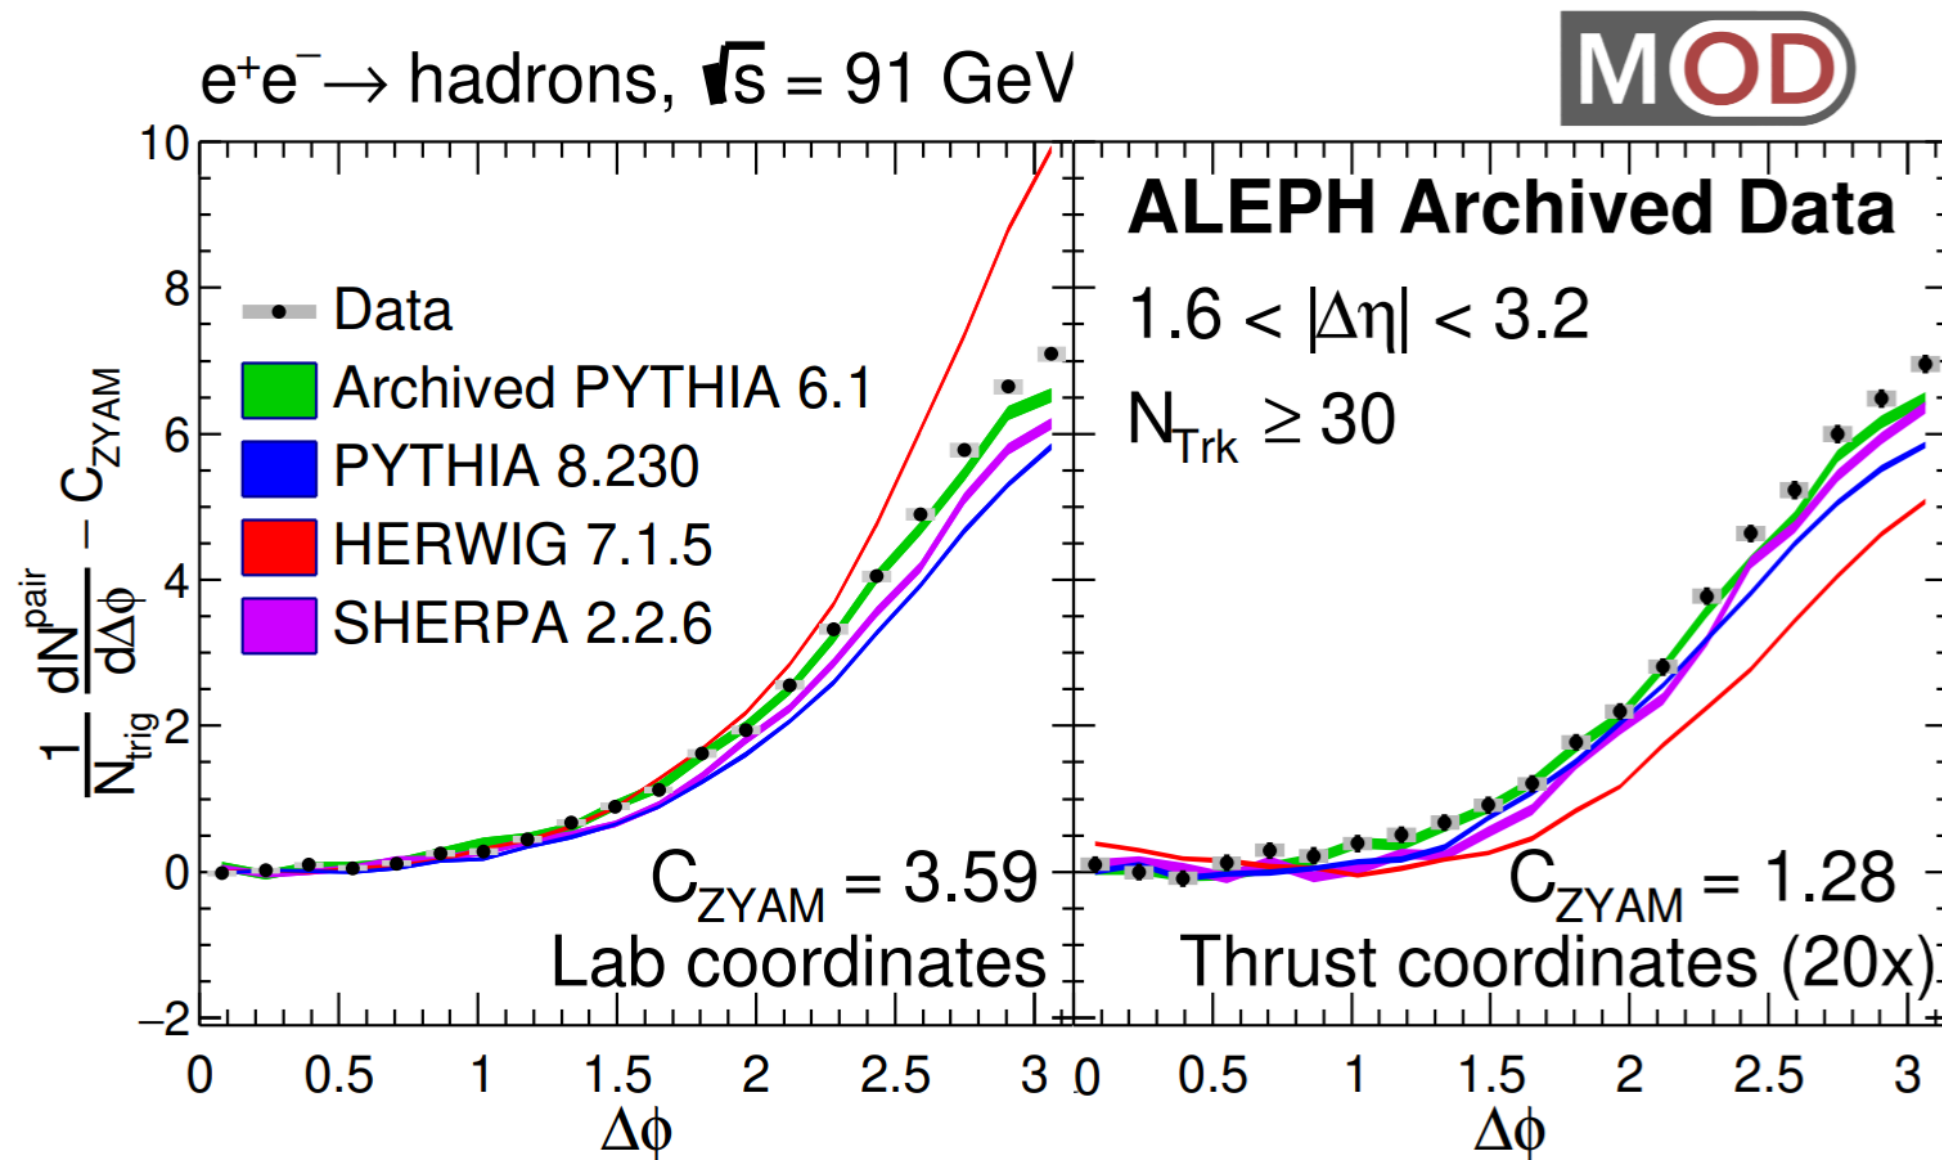 e⁺e⁻→ hadrons, √s = 91 GeV
MOD
1/N_trig dN^pair/dΔϕ − C_ZYAM
10
8
6
4
2
0
−2
Data
Archived PYTHIA 6.1
PYTHIA 8.230
HERWIG 7.1.5
SHERPA 2.2.6
C_ZYAM = 3.59
Lab coordinates
0 0.5 1 1.5 2 2.5 3
Δϕ
ALEPH Archived Data
1.6 < |Δη| < 3.2
N_Trk ≥ 30
C_ZYAM = 1.28
Thrust coordinates (20x)
0 0.5 1 1.5 2 2.5 3
Δϕ